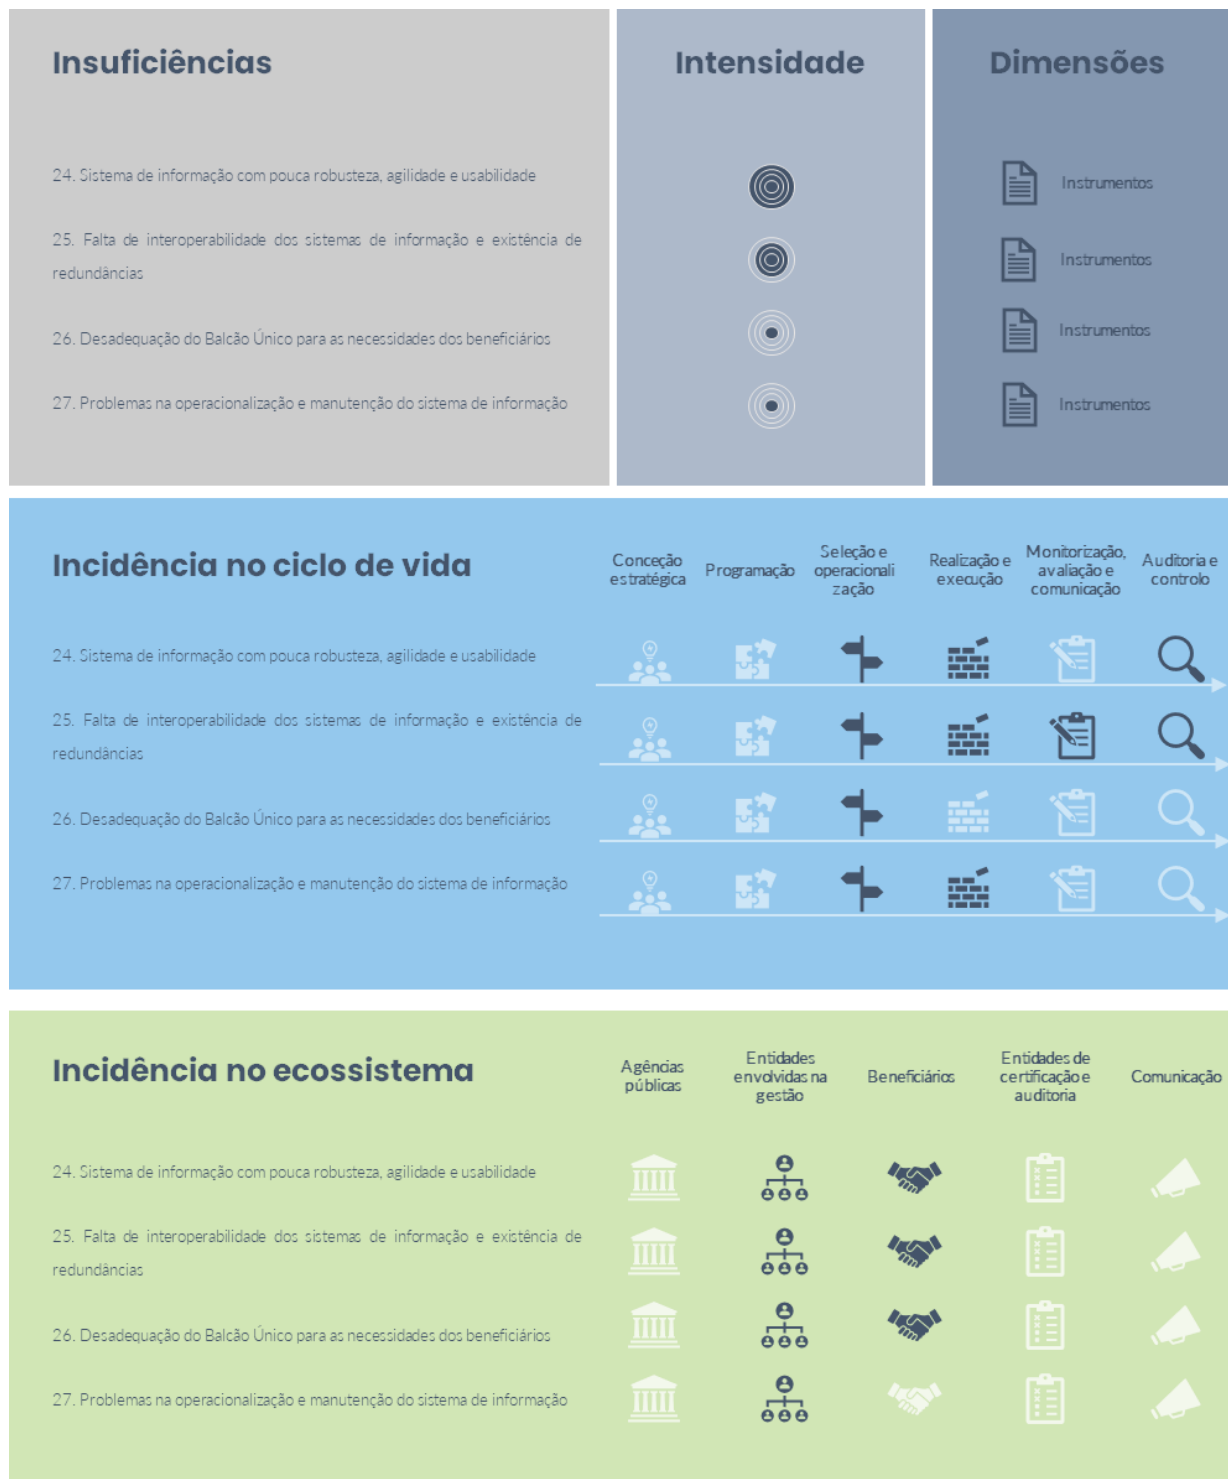 Insuficiências
Intensidade
Dimensões
24. Sistema de informação com pouca robusteza, agilidade e usabilidade
Instrumentos
25. Falta de interoperabilidade dos sistemas de informação e existência de
redundâncias
Instrumentos
26. Desadequação do Balcão Único para as necessidades dos beneficiários
Instrumentos
27. Problemas na operacionalização e manutenção do sistema de informação
Instrumentos
Incidência no ciclo de vida
Conceção
estratégica
Programação
Seleção e
operacionali
zação
Realização e
execução
Monitorização,
avaliação e
comunicação
Auditoria e
controlo
24. Sistema de informação com pouca robusteza, agilidade e usabilidade
25. Falta de interoperabilidade dos sistemas de informação e existência de
redundâncias
26. Desadequação do Balcão Único para as necessidades dos beneficiários
27. Problemas na operacionalização e manutenção do sistema de informação
Incidência no ecossistema
Agências
públicas
Entidades
envolvidas na
gestão
Beneficiários
Entidades de
certificação e
auditoria
Comunicação
24. Sistema de informação com pouca robusteza, agilidade e usabilidade
25. Falta de interoperabilidade dos sistemas de informação e existência de
redundâncias
26. Desadequação do Balcão Único para as necessidades dos beneficiários
27. Problemas na operacionalização e manutenção do sistema de informação